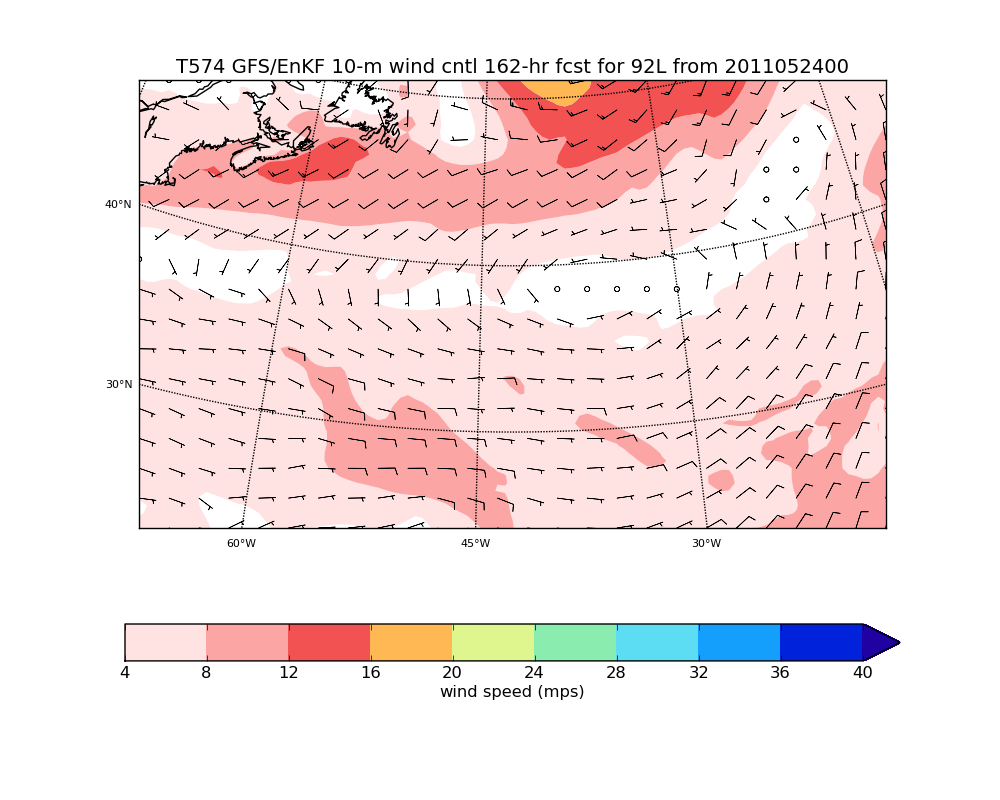 T574 GFS/EnKF 10-m wind cntl 162-hr fcst for 92L from 2011052400
40°N
30°N
60°W 45°W 30°W
4 8 12 16 20 24 28 32 36 40
wind speed (mps)